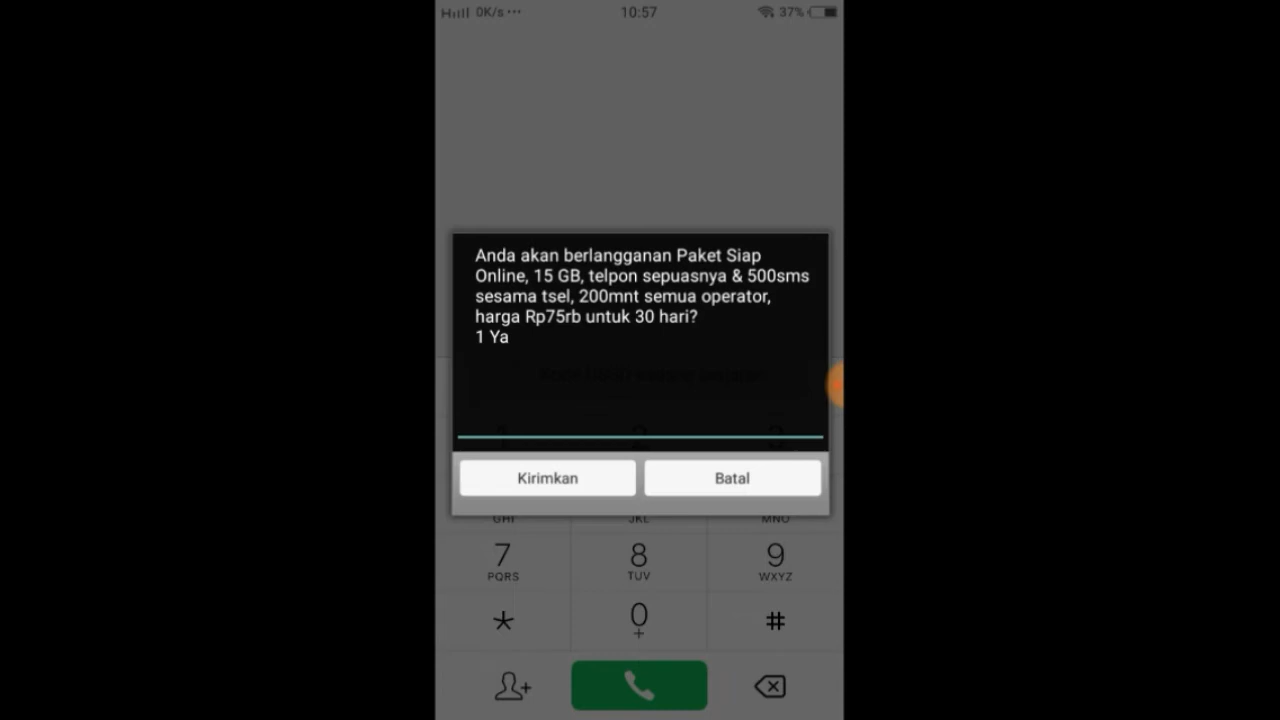 0K/s ...
10:57
37%
Anda akan berlangganan Paket Siap
Online, 15 GB, telpon sepuasnya & 500sms
sesama tsel, 200mnt semua operator,
harga Rp75rb untuk 30 hari?
1 Ya
Kirimkan
Batal
GHI
JKL
MNO
7
8
9
PQRS
TUV
WXYZ
*
0
#
+